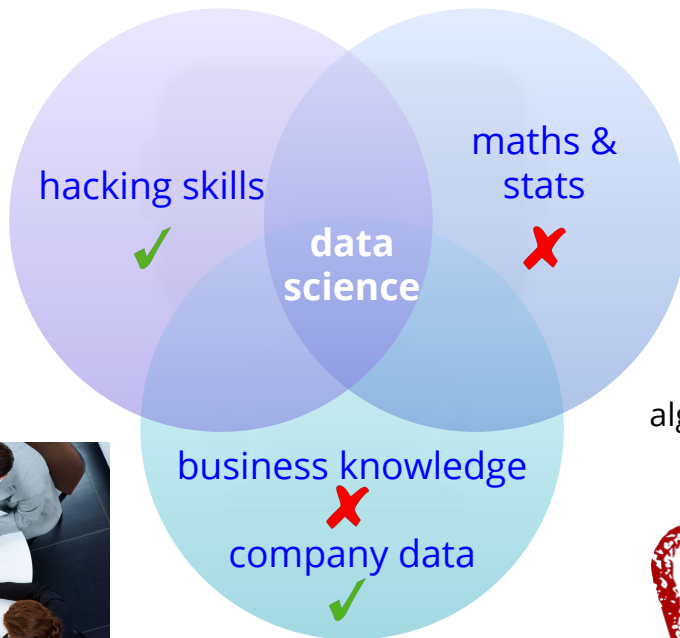 hacking skills
maths &
stats
data
science
business knowledge
company data